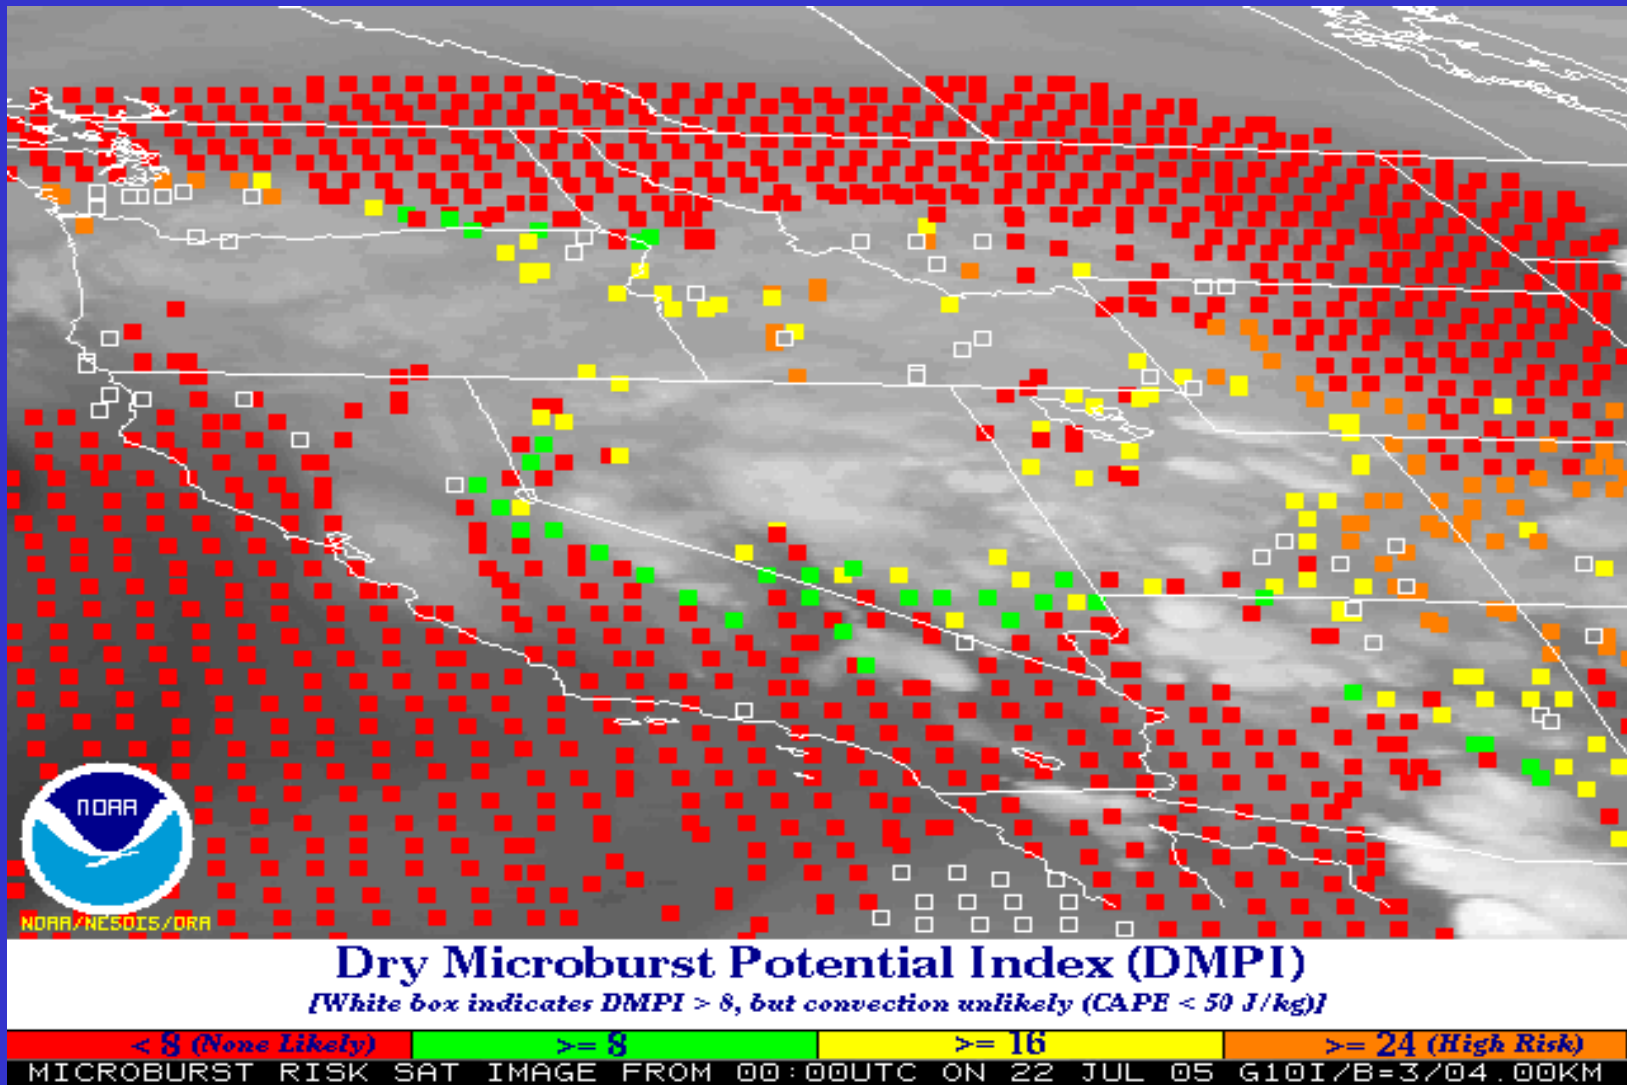 NOAA
NOAA/NESDIS/ORA
Dry Microburst Potential Index (DMPI)
[White box indicates DMPI > 8, but convection unlikely (CAPE < 50 J/kg)]
< 8 (None Likely) >= 8 >= 16 >= 24 (High Risk)
MICROBURST RISK SAT IMAGE FROM 00:00UTC ON 22 JUL 05 G10I/B=3/04.00KM